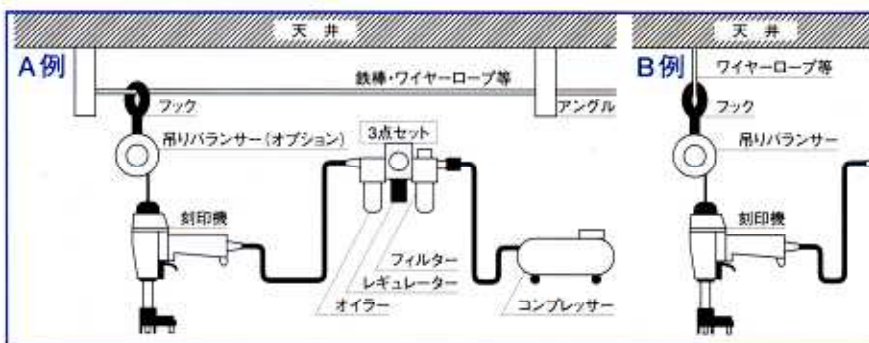 天井
A例
鉄棒・ワイヤーロープ等
フック
アングル
吊りバランサー(オプション)
3点セット
刻印機
フィルター
レギュレーター
オイラー
コンプレッサー
天井
B例
ワイヤーロープ等
フック
吊りバランサー
刻印機